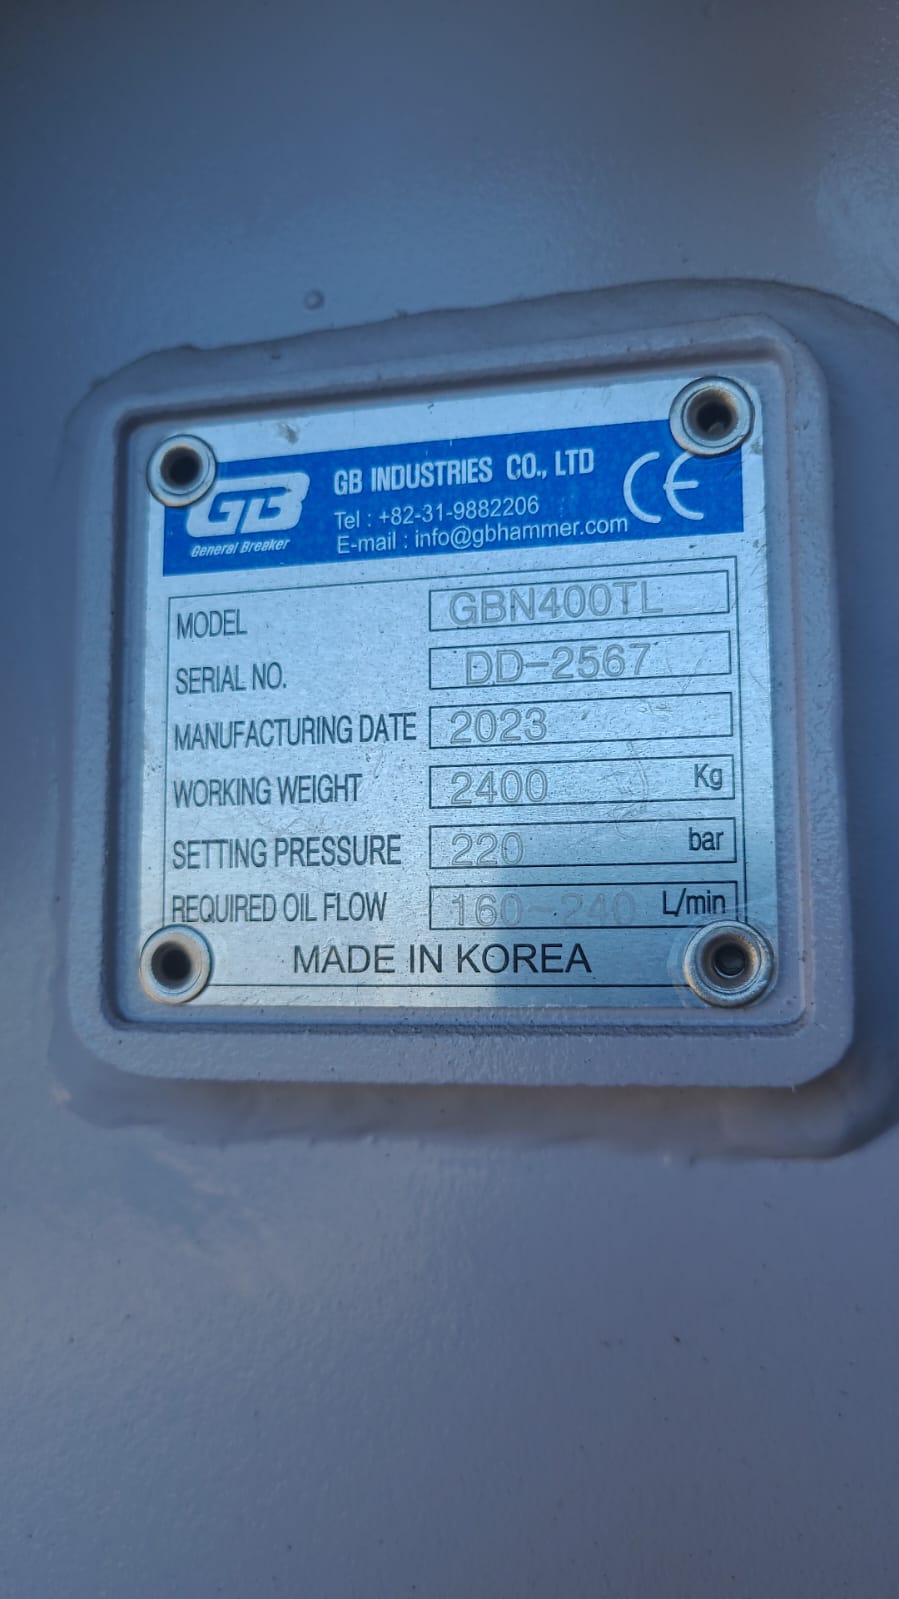 GB
General Breaker
GB INDUSTRIES CO., LTD
Tel : +82-31-9882206
E-mail : info@gbhammer.com
CE
MODEL GBN400TL
SERIAL NO. DD-2567
MANUFACTURING DATE 2023
WORKING WEIGHT 2400 Kg
SETTING PRESSURE 220 bar
REQUIRED OIL FLOW 160~240 L/min
MADE IN KOREA